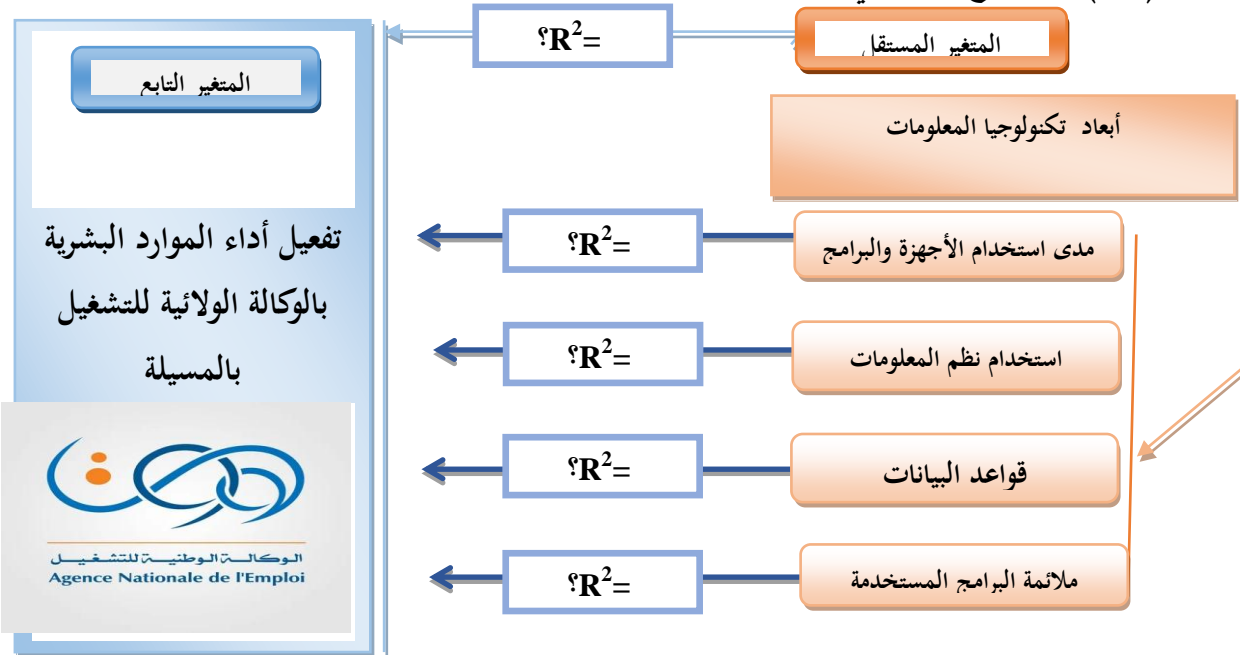 المتغير المستقل
=R²؟
المتغير التابع
أبعاد تكنولوجيا المعلومات
مدى استخدام الأجهزة والبرامج
=R²؟
استخدام نظم المعلومات
=R²؟
قواعد البيانات
=R²؟
ملائمة البرامج المستخدمة
=R²؟
تفعيل أداء الموارد البشرية
بالوكالة الولائية للتشغيل
بالمسيلة
الوكالة الوطنية للتشغيل
Agence Nationale de l'Emploi